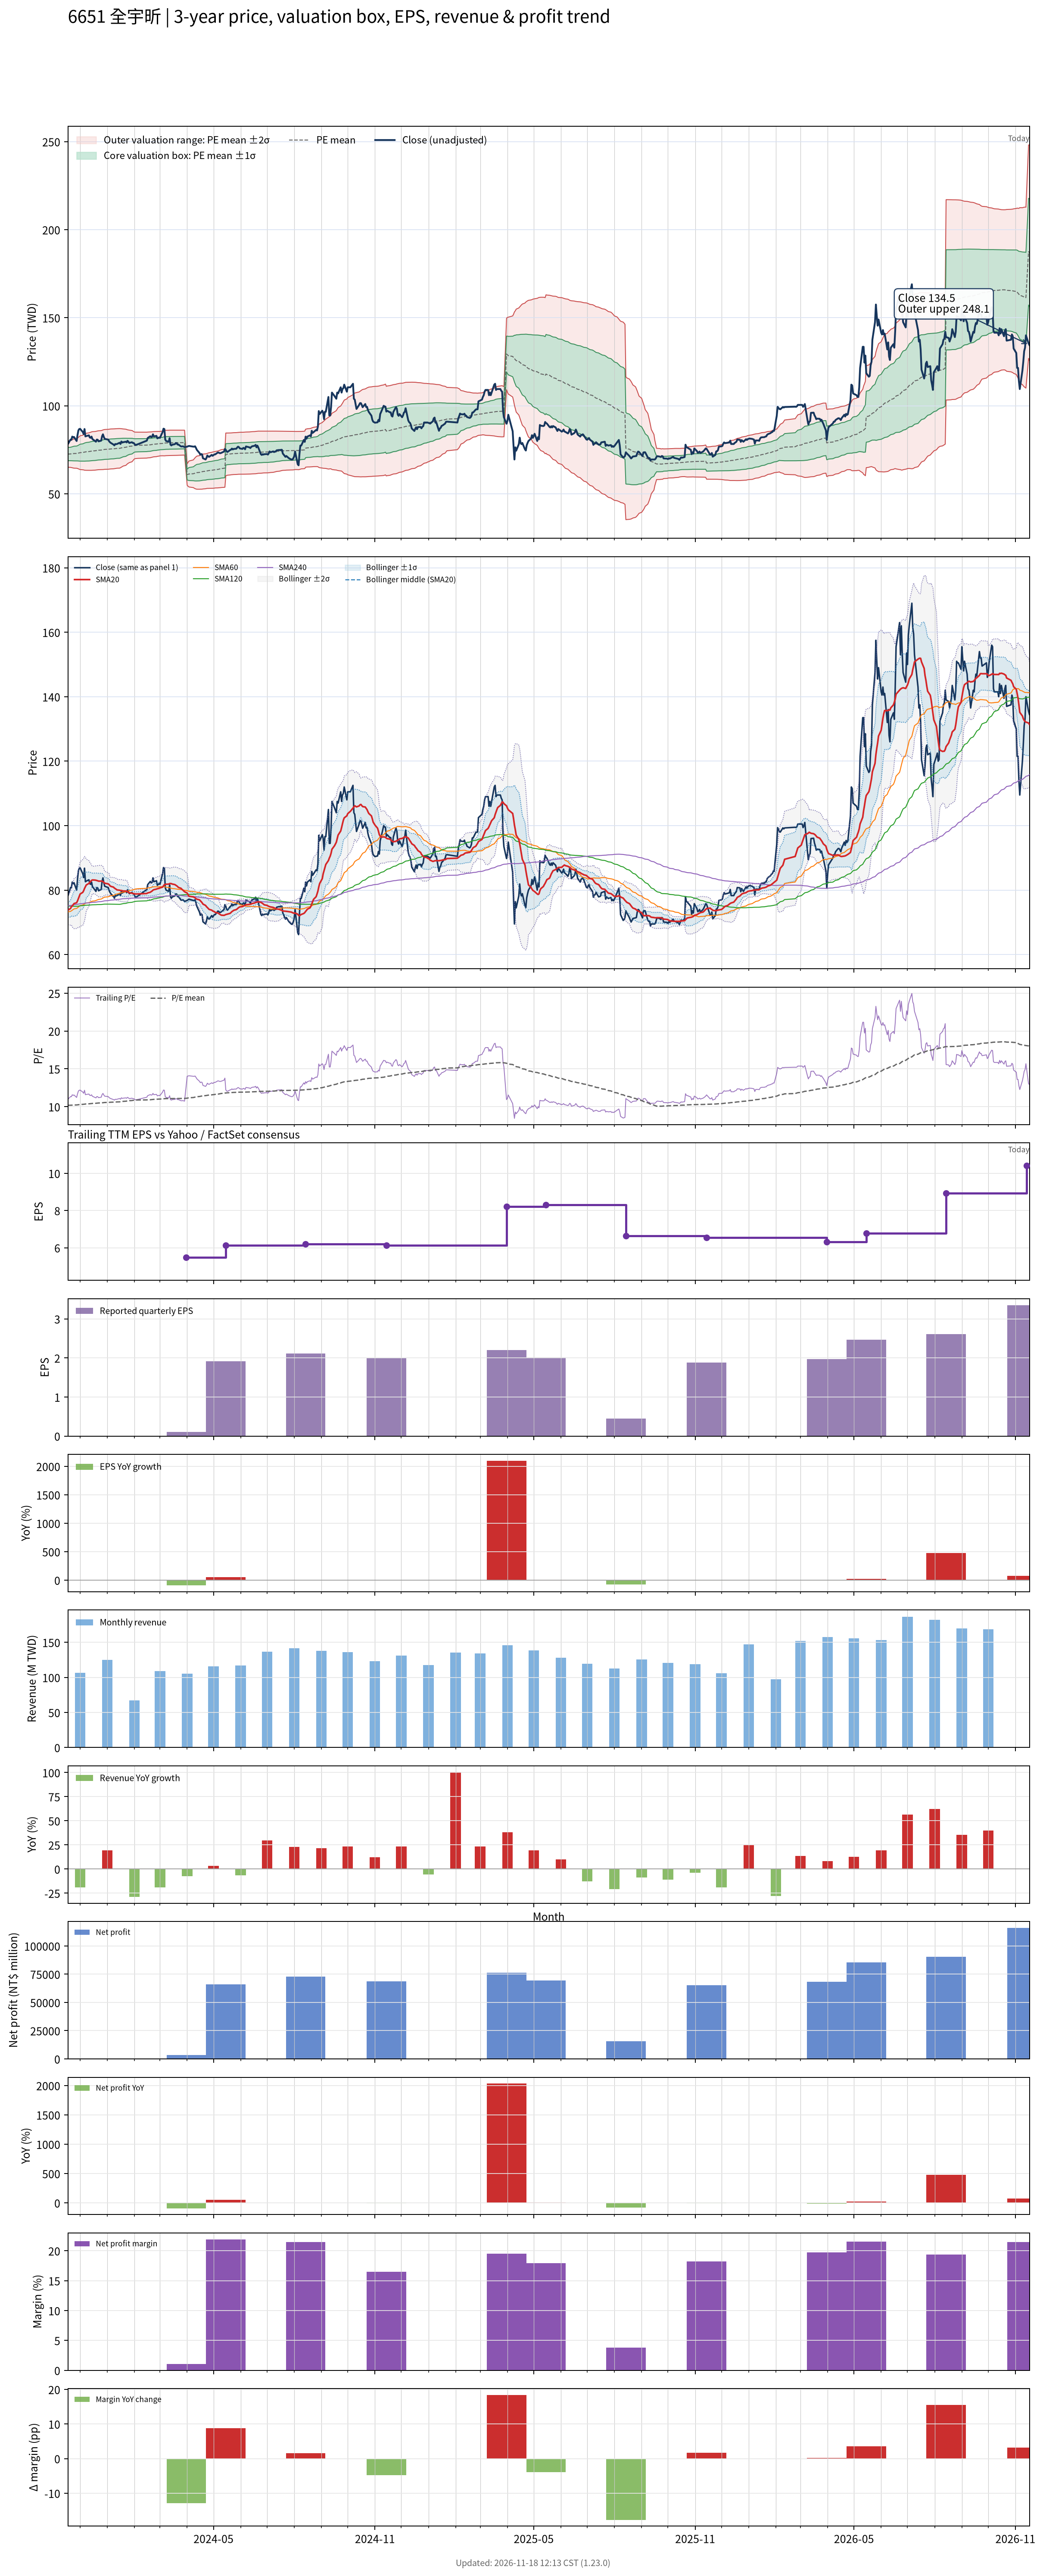 6651 全宇昕 | 3-year price, valuation box, EPS, revenue & profit trend
Outer valuation range: PE mean ±2σ
PE mean
Close (unadjusted)
Core valuation box: PE mean ±1σ
Today
Close 134.5
Outer upper 248.1
Price (TWD)
250
200
150
100
50
Close (same as panel 1)
SMA60
SMA240
Bollinger ±1σ
SMA20
SMA120
Bollinger ±2σ
Bollinger middle (SMA20)
Price
180
160
140
120
100
80
60
Trailing P/E
P/E mean
P/E
25
20
15
10
Trailing TTM EPS vs Yahoo / FactSet consensus
Today
EPS
10
8
6
Reported quarterly EPS
EPS
3
2
1
0
EPS YoY growth
YoY (%)
2000
1500
1000
500
0
Monthly revenue
Revenue (M TWD)
150
100
50
0
Revenue YoY growth
YoY (%)
100
75
50
25
0
-25
Month
Net profit
Net profit (NT$ million)
100000
75000
50000
25000
0
Net profit YoY
YoY (%)
2000
1500
1000
500
0
Net profit margin
Margin (%)
20
15
10
5
0
Margin YoY change
Δ margin (pp)
20
10
0
-10
2024-05
2024-11
2025-05
2025-11
2026-05
2026-11
Updated: 2026-11-18 12:13 CST (1.23.0)